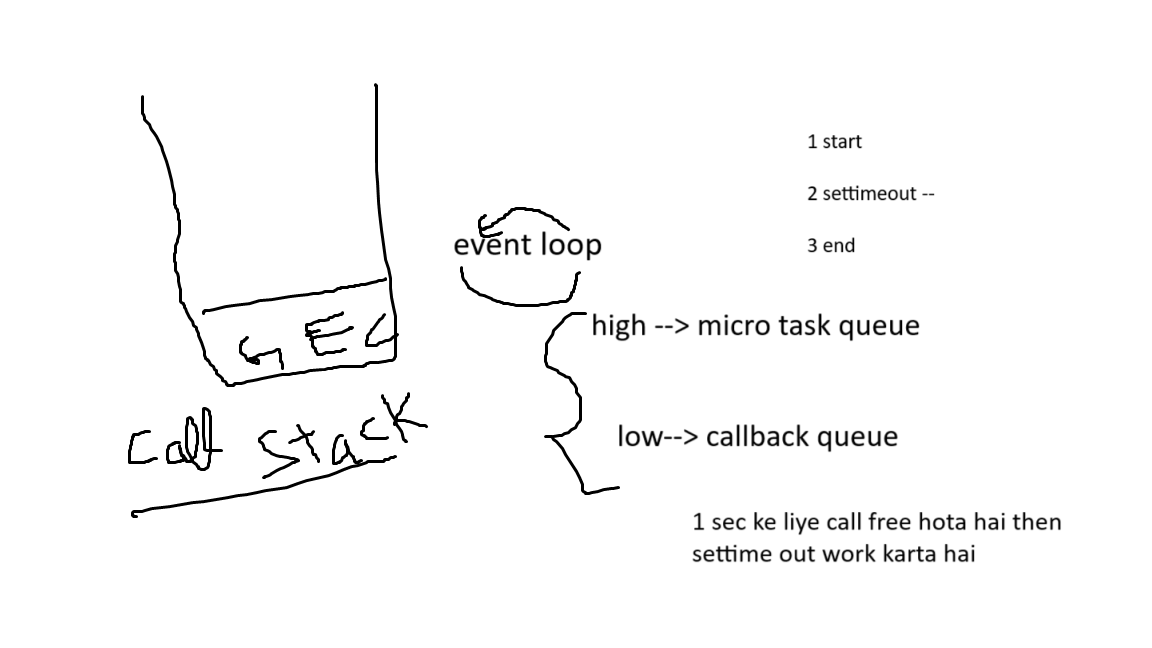 1 start
2 settimeout --
3 end
event loop
high --> micro task queue
GEC
low--> callback queue
Call Stack
1 sec ke liye call free hota hai then
settime out work karta hai